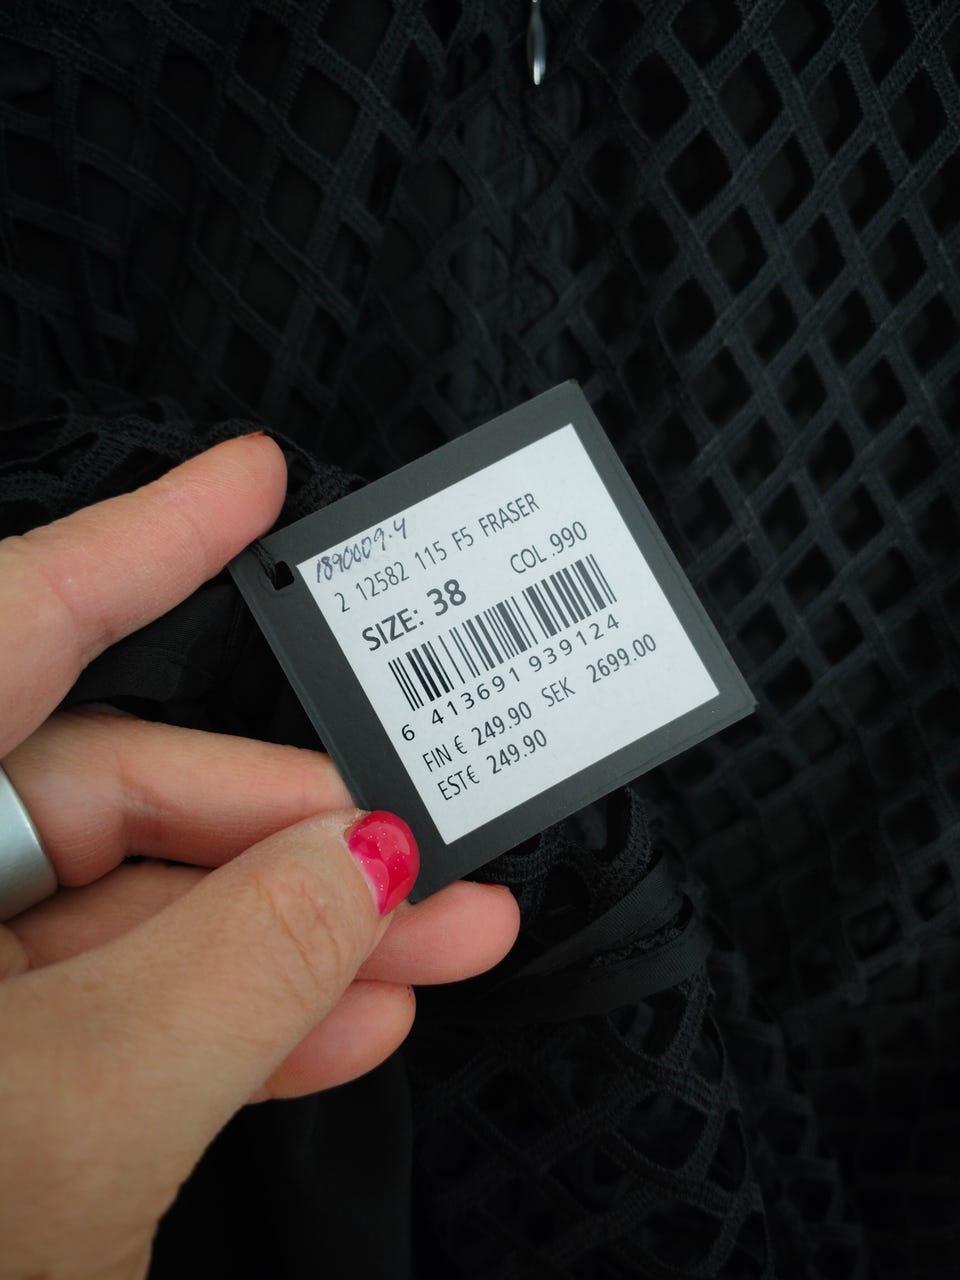 1890009.4
2 12582 115 F5 FRASER
COL.990
SIZE: 38
6 413691 939124
FIN € 249.90 SEK 2699.00
EST€ 249.90